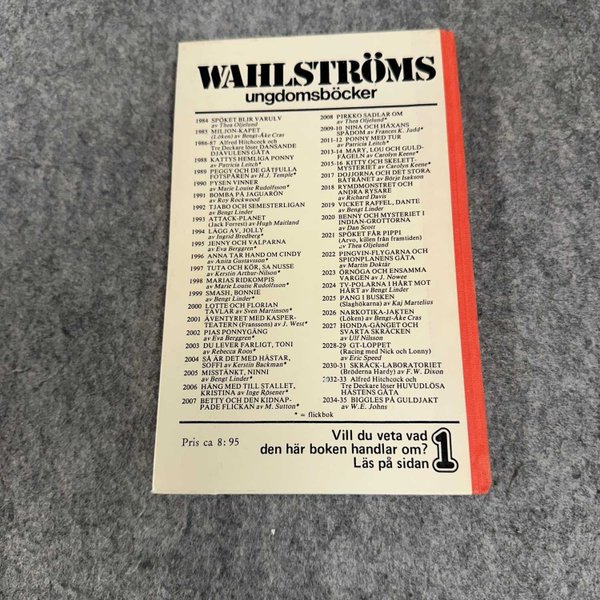 WAHLSTRÖMS
ungdomsböcker
1984 SPÖKET BLIR VARULV
av Thea Oljelund
1985 MILJON-KAPET
(Löken) av Bengt-Åke Cras
1986-87 Alfred Hitchcock och
Tre Deckare löser DANSANDE
DJÄVULENS GÅTA
1988 KATTYS HEMLIGA PONNY
av Patricia Leitch*
1989 PEGGY OCH DE GÅTFULLA
FOTSPÅREN av H.J. Temple*
1990 FYSEN VINNER
av Marie Louise Rudolfsson*
1991 BOMBA PÅ JAGUARÖN
av Roy Rockwood
1992 TJABO OCH SEMESTERLIGAN
av Bengt Linder
1993 ATTACK-PLANET
(Jack Forrest) av Hugh Maitland
1994 LÄGG AV, JOLLY
av Ingrid Brodberg*
1995 JENNY OCH VALPARNA
av Eva Berggren*
1996 ANNA TAR HAND OM CINDY
av Anita Gustavsson*
1997 TUTA OCH KÖR, SA NUSSE
av Kerstin Arthur-Nilson*
1998 MARIAS RIDKOMPIS
av Marie Louise Rudolfsson*
1999 SMASH, BONNIE
av Bengt Linder*
2000 LOTTE OCH FLORIAN
TÄVLAR av Sven Martinson*
2001 ÄVENTYRET MED KASPER-
TEATERN (Franssons) av J. West*
2002 PIAS PONNYGÄNG
av Eva Berggren*
2003 DU LEVER FARLIGT, TONI
av Rebecca Roos*
2004 SÅ ÄR DET MED HÄSTAR,
SOFFI av Kerstin Backman*
2005 MISSTÄNKT, NINNI
av Bengt Linder*
2006 HÄNG MED TILL STALLET,
KRISTINA av Inge Rösener*
2007 BETTY OCH DEN KIDNAP-
PADE FLICKAN av M. Sutton*
2008 PIRKKO SADLAR OM
av Thea Oljelund*
2009-10 NINA OCH HÄXANS
SPÅDOM av Frances K. Judd*
2011-12 PONNY MED TUR
av Patricia Leitch*
2013-14 MARY, LOU OCH GULD-
FÅGELN av Carolyn Keene*
2015-16 KITTY OCH SKELETT-
MYSTERIET av Carolyn Keene*
2017 DOJJORNA OCH DET STORA
BÅTRÅNET av Börje Isakson
2018 RYMDMONSTRET OCH
ANDRA RYSARE
av Richard Davis
2019 VICKET RAFFEL, DANTE
av Bengt Linder
2020 BENNY OCH MYSTERIET I
INDIAN-GROTTORNA
av Dan Scott
2021 SPÖKET FÅR PIPPI
(Arvo, killen från framtiden)
av Thea Oljelund
2022 PINGVIN-FLYGARNA OCH
SPIONPLANENS GÅTA
av Martin Doktár
2023 ÖRNÖGA OCH ENSAMMA
VARGEN av J. Nowee
2024 TV-POLARNA I HÅRT MOT
HÅRT av Bengt Linder
2025 PANG I BUSKEN
(Slaghökarna) av Kaj Martelius
2026 NARKOTIKA-JAKTEN
(Löken) av Bengt-Åke Cras
2027 HONDA-GÄNGET OCH
SVARTA SKRÄCKEN
av Ulf Nilsson
2028-29 GT-LOPPET
(Racing med Nick och Lonny)
av Eric Speed
2030-31 SKRÄCK-LABORATORIET
(Bröderna Hardy) av F.W. Dixon
2032-33 Alfred Hitchcock och
Tre Deckare löser HUVUDLÖSA
HÄSTENS GÅTA
2034-35 BIGGLES PÅ GULDJAKT
av W.E. Johns
* = flickbok
Pris ca 8:95
Vill du veta vad
den här boken handlar om?
Läs på sidan 1